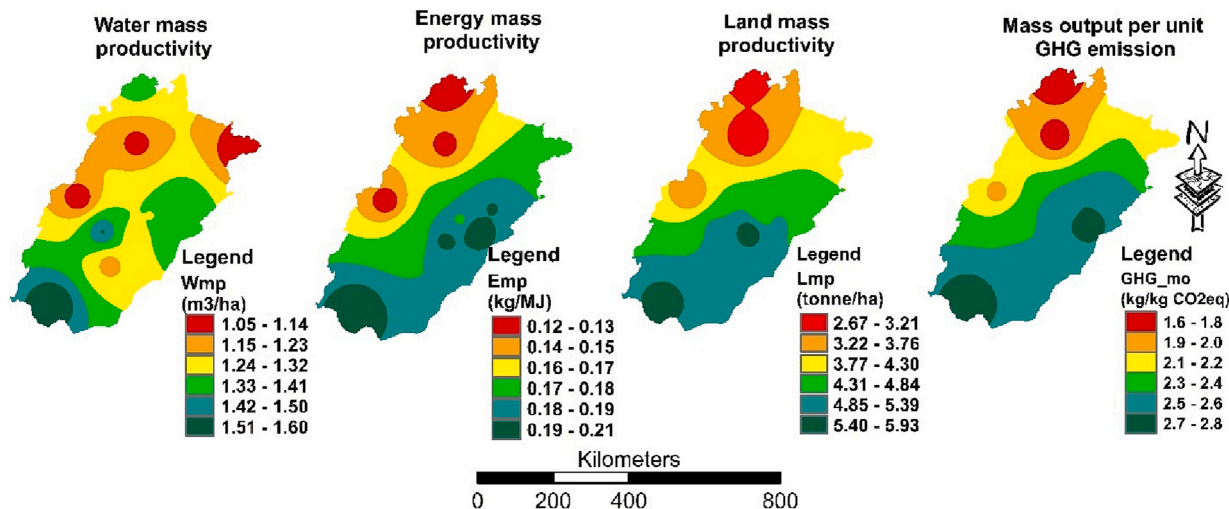 Water mass
productivity
Energy mass
productivity
Land mass
productivity
Mass output per unit
GHG emission
N
Legend
Wmp
(m3/ha)
1.05 - 1.14
1.15 - 1.23
1.24 - 1.32
1.33 - 1.41
1.42 - 1.50
1.51 - 1.60
Legend
Emp
(kg/MJ)
0.12 - 0.13
0.14 - 0.15
0.16 - 0.17
0.17 - 0.18
0.18 - 0.19
0.19 - 0.21
Legend
Lmp
(tonne/ha)
2.67 - 3.21
3.22 - 3.76
3.77 - 4.30
4.31 - 4.84
4.85 - 5.39
5.40 - 5.93
Legend
GHG_mo
(kg/kg CO2eq)
1.6 - 1.8
1.9 - 2.0
2.1 - 2.2
2.3 - 2.4
2.5 - 2.6
2.7 - 2.8
Kilometers
0 200 400 800